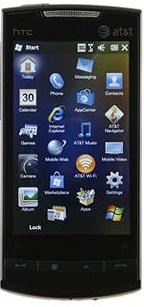 htc at&t
Start
Today Phone Messaging
30
Calendar Contacts AT&T Navigator
AppCenter Internet Explorer Games
AT&T Music Mobile Web Mobile Video
Camera AT&T Wi-Fi
Marketplace Settings
Album Apps
Lock